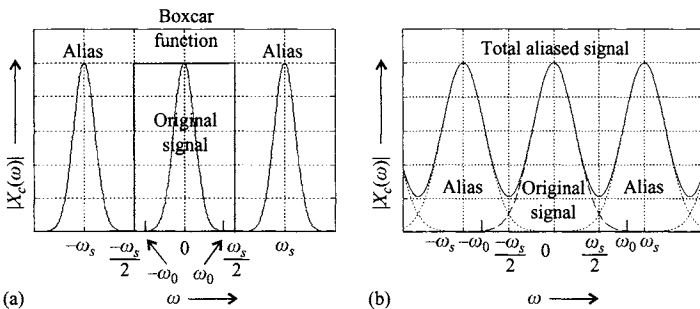 Boxcar
function
Alias
Alias
Original
signal
|X_c(ω)|
−ω_s
−ω_s/2
−ω_0
0
ω_0
ω_s/2
ω_s
ω
(a)
Total aliased signal
Alias
Original
signal
Alias
|X_c(ω)|
−ω_s
−ω_0
−ω_s/2
0
ω_s/2
ω_0
ω_s
ω
(b)